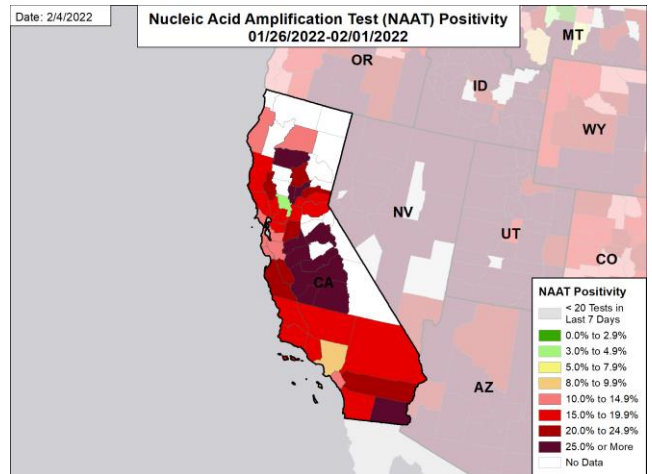 Date: 2/4/2022
Nucleic Acid Amplification Test (NAAT) Positivity
01/26/2022-02/01/2022
MT
OR
ID
WY
NV
UT
CO
CA
AZ
NAAT Positivity
< 20 Tests in
Last 7 Days
0.0% to 2.9%
3.0% to 4.9%
5.0% to 7.9%
8.0% to 9.9%
10.0% to 14.9%
15.0% to 19.9%
20.0% to 24.9%
25.0% or More
No Data